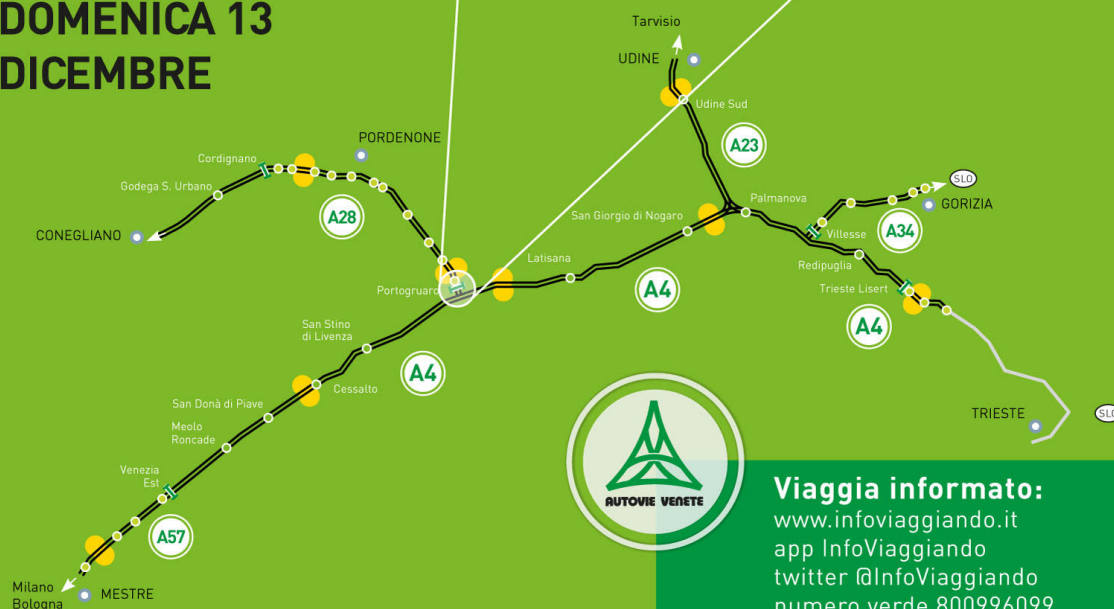 DOMENICA 13
DICEMBRE
Tarvisio
UDINE
Udine Sud
A23
PORDENONE
Cordignano
Godega S. Urbano
A28
CONEGLIANO
SLO
GORIZIA
Palmanova
San Giorgio di Nogaro
Villesse
A34
Latisana
Redipuglia
Portogruaro
A4
Trieste Lisert
San Stino
di Livenza
A4
A4
Cessalto
San Donà di Piave
TRIESTE
SLO
Meolo
Roncade
Venezia
Est
A57
AUTOVIE VENETE
Milano
Bologna
MESTRE
Viaggia informato:
www.infoviaggiando.it
app InfoViaggiando
twitter @InfoViaggiando
numero verde 800996099